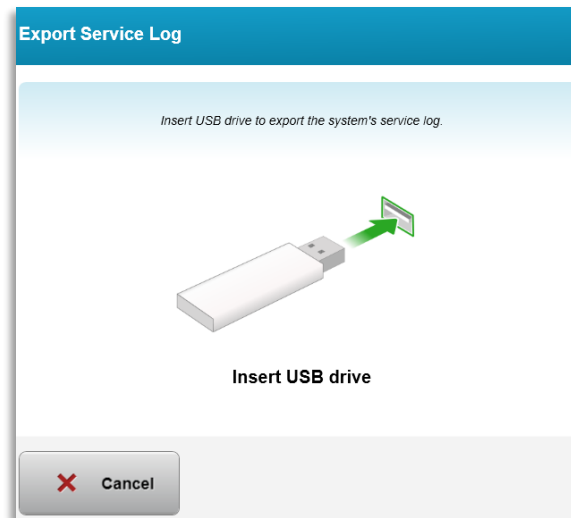 Export Service Log
Insert USB drive to export the system's service log.
Insert USB drive
Cancel